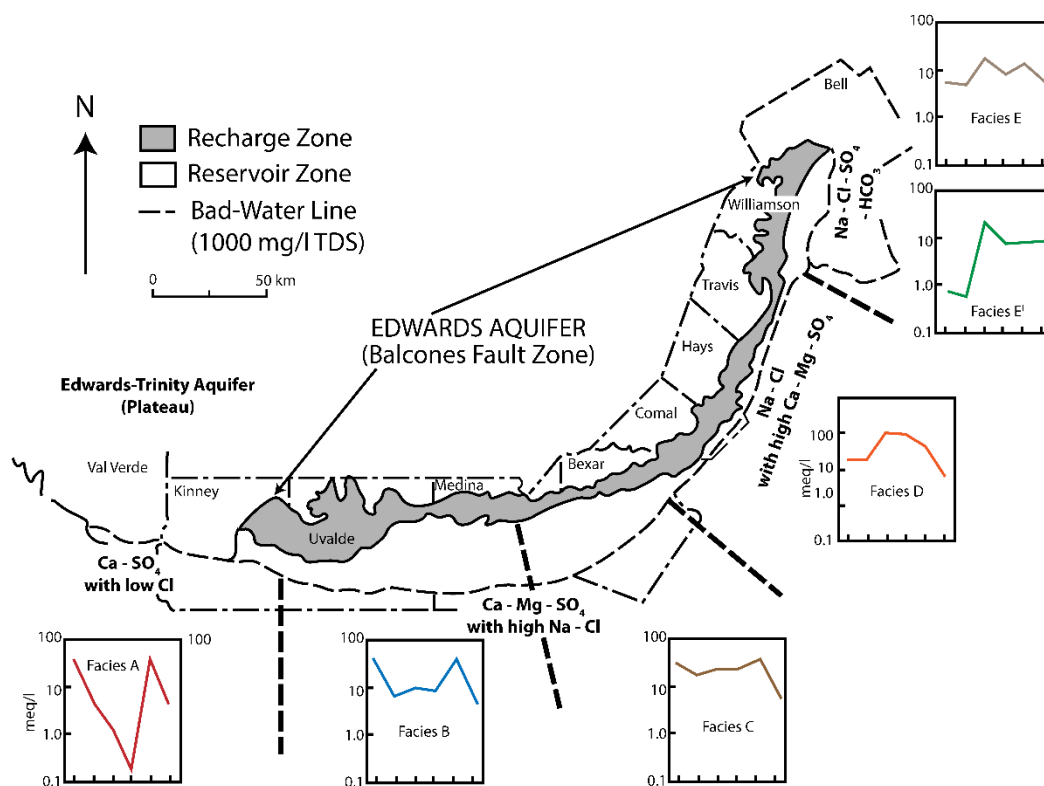 N
Recharge Zone
Reservoir Zone
Bad-Water Line
(1000 mg/l TDS)
0 50 km
EDWARDS AQUIFER
(Balcones Fault Zone)
Edwards-Trinity Aquifer
(Plateau)
Val Verde
Kinney
Uvalde
Medina
Bexar
Comal
Hays
Travis
Williamson
Bell
Na - Cl - SO₄
- HCO₃
Na - Cl
with high Ca - Mg - SO₄
Ca - SO₄
with low Cl
Ca - Mg - SO₄
with high Na - Cl
100
10
1.0
0.1
Facies E
100
10
1.0
0.1
Facies E'
100
10
1.0
0.1
meq/l
Facies D
100
10
1.0
0.1
meq/l
Facies A
100
100
10
1.0
0.1
Facies B
100
10
1.0
0.1
Facies C